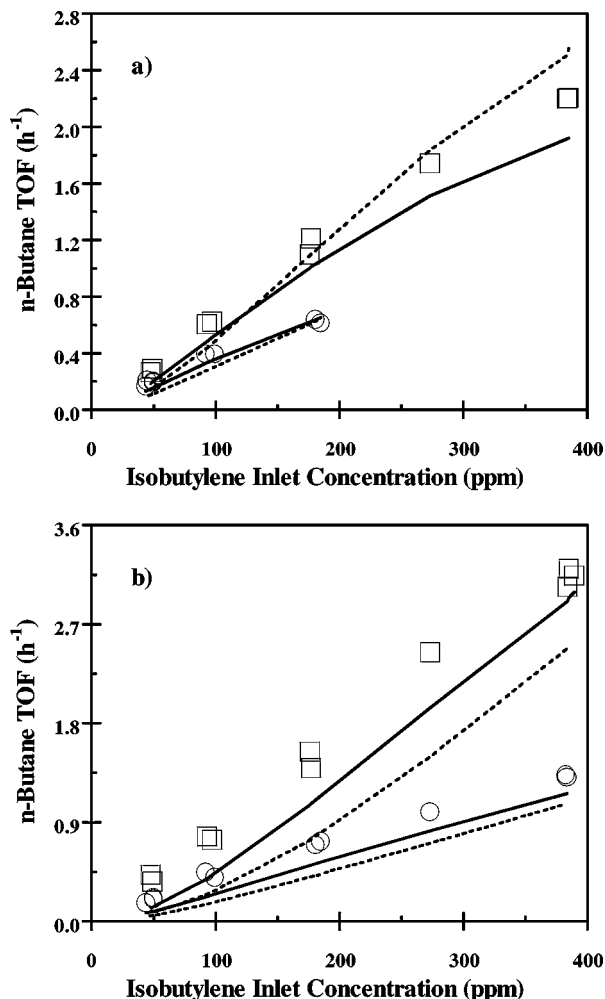 a)
n-Butane TOF (h-1)
2.8
2.4
2.0
1.6
1.2
0.8
0.4
0.0
0 100 200 300 400
Isobutylene Inlet Concentration (ppm)
b)
n-Butane TOF (h-1)
3.6
2.7
1.8
0.9
0.0
0 100 200 300 400
Isobutylene Inlet Concentration (ppm)